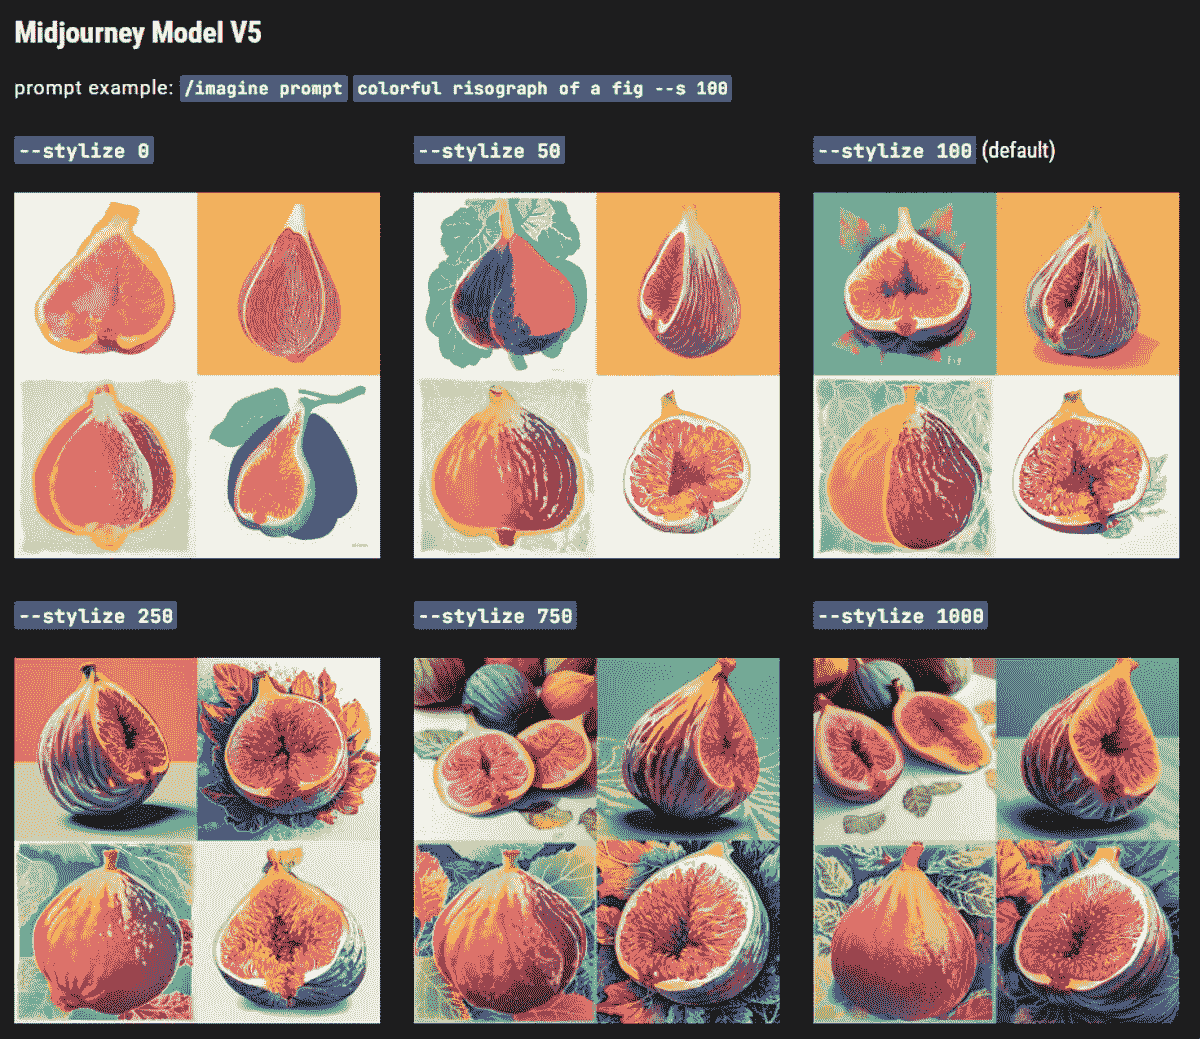 Midjourney Model V5
prompt example: /imagine prompt colorful risograph of a fig --s 100
--stylize 0
--stylize 50
--stylize 100 (default)
fig
--stylize 250
--stylize 750
--stylize 1000